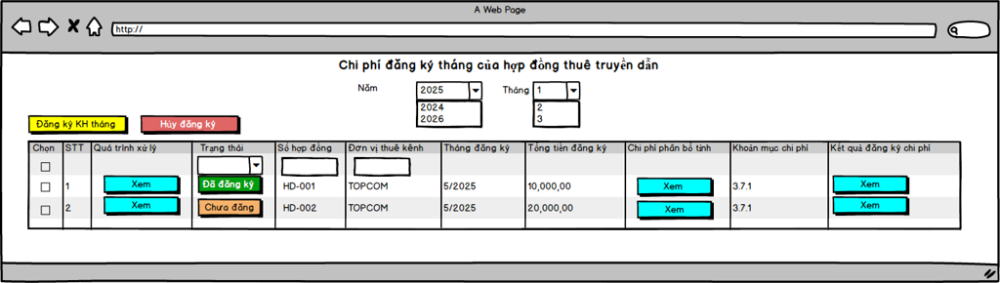 A Web Page
http://
Chi phí đăng ký tháng của hợp đồng thuê truyền dẫn
Năm 2025 Tháng 1
2024 2
2026 3
Đăng ký KH tháng Hủy đăng ký
Chọn STT Quá trình xử lý Trạng thái Số hợp đồng Đơn vị thuê kênh Tháng đăng ký Tổng tiền đăng ký Chi phí phân bổ tỉnh Khoản mục chi phí Kết quả đăng ký chi phí
1 Xem Đã đăng ký HD-001 TOPCOM 5/2025 10,000,00 Xem 3.7.1 Xem
2 Xem Chưa đăng HD-002 TOPCOM 5/2025 20,000,00 Xem 3.7.1 Xem